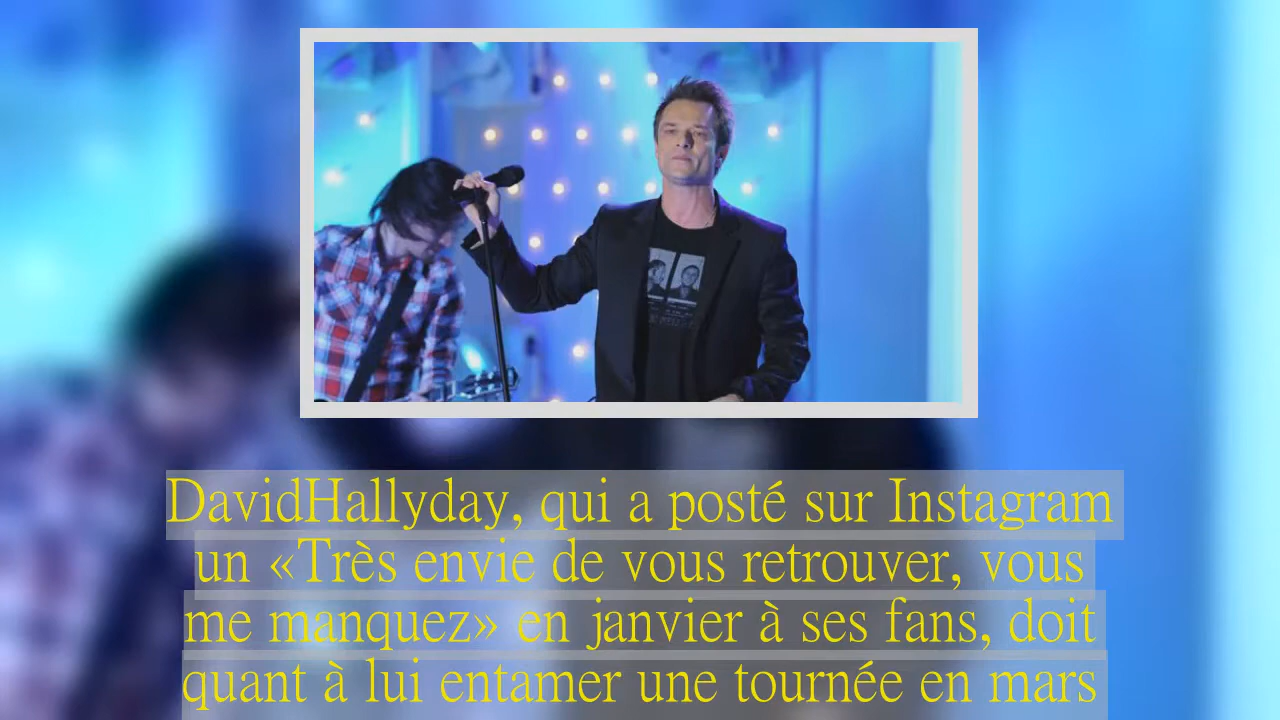 DavidHallyday, qui a posté sur Instagram
un «Très envie de vous retrouver, vous
me manquez» en janvier à ses fans, doit
quant à lui entamer une tournée en mars